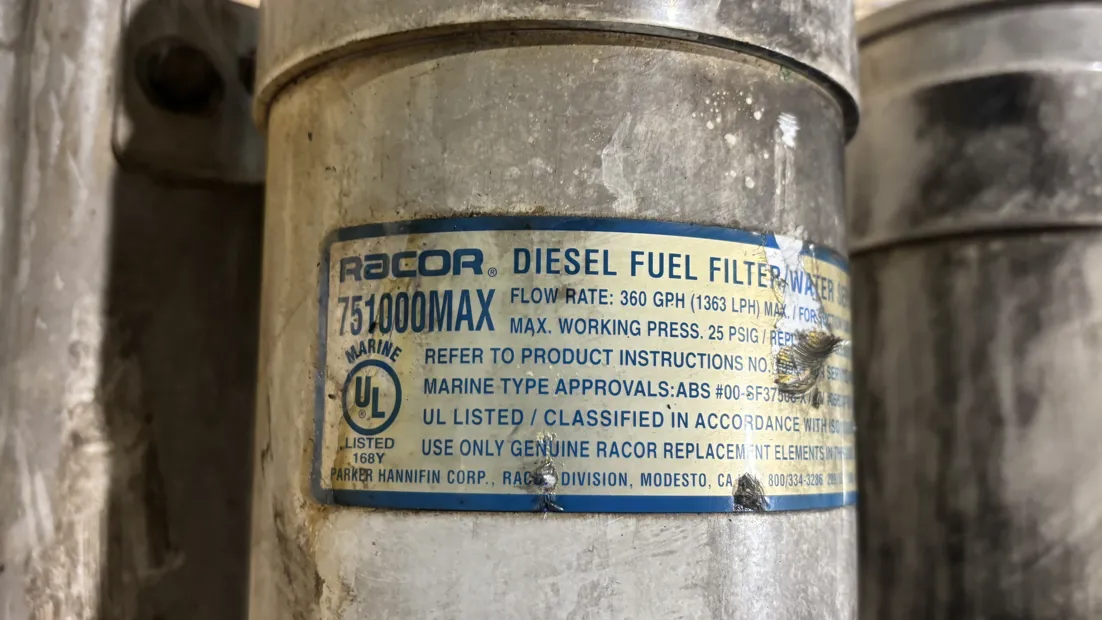 RACOR® DIESEL FUEL FILTER/WATER
751000MAX
FLOW RATE: 360 GPH (1363 LPH) MAX. / FOR
MAX. WORKING PRESS. 25 PSIG /
REFER TO PRODUCT INSTRUCTIONS NO.
MARINE TYPE APPROVALS:ABS
UL LISTED / CLASSIFIED IN ACCORDANCE WITH
USE ONLY GENUINE RACOR REPLACEMENT ELEMENTS IN
MARINE
UL
LISTED
168Y
PARKER HANNIFIN CORP., DIVISION, MODESTO, CA 800/334-3286